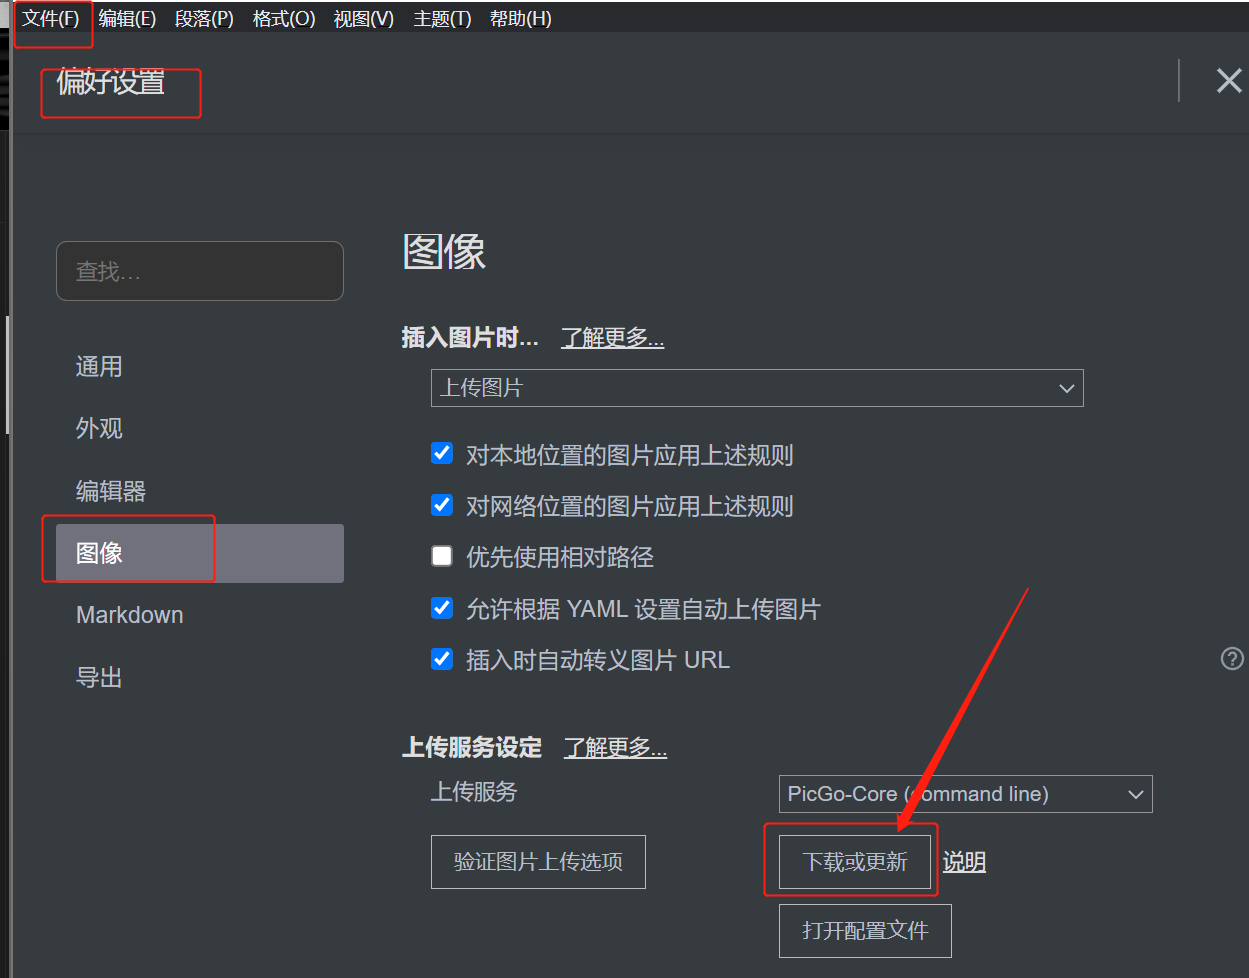 文件(F) 编辑(E) 段落(P) 格式(O) 视图(V) 主题(T) 帮助(H)
偏好设置
查找...
通用
外观
编辑器
图像
Markdown
导出
图像
插入图片时... 了解更多...
上传图片
对本地位置的图片应用上述规则
对网络位置的图片应用上述规则
优先使用相对路径
允许根据 YAML 设置自动上传图片
插入时自动转义图片 URL
?
上传服务设定 了解更多...
上传服务 PicGo-Core (command line)
验证图片上传选项 下载或更新 说明
打开配置文件